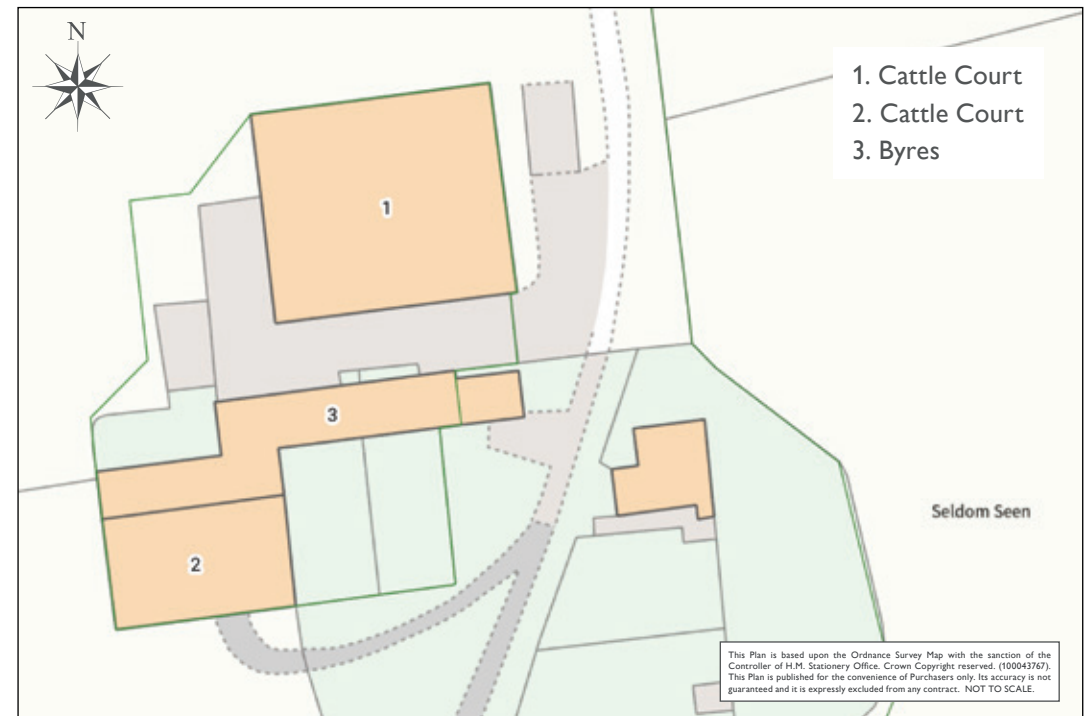 N
1. Cattle Court
2. Cattle Court
3. Byres
1
3
2
Seldom Seen
This Plan is based upon the Ordnance Survey Map with the sanction of the
Controller of H.M. Stationery Office. Crown Copyright reserved. (100043767).
This Plan is published for the convenience of Purchasers only. Its accuracy is not
guaranteed and it is expressly excluded from any contract. NOT TO SCALE.